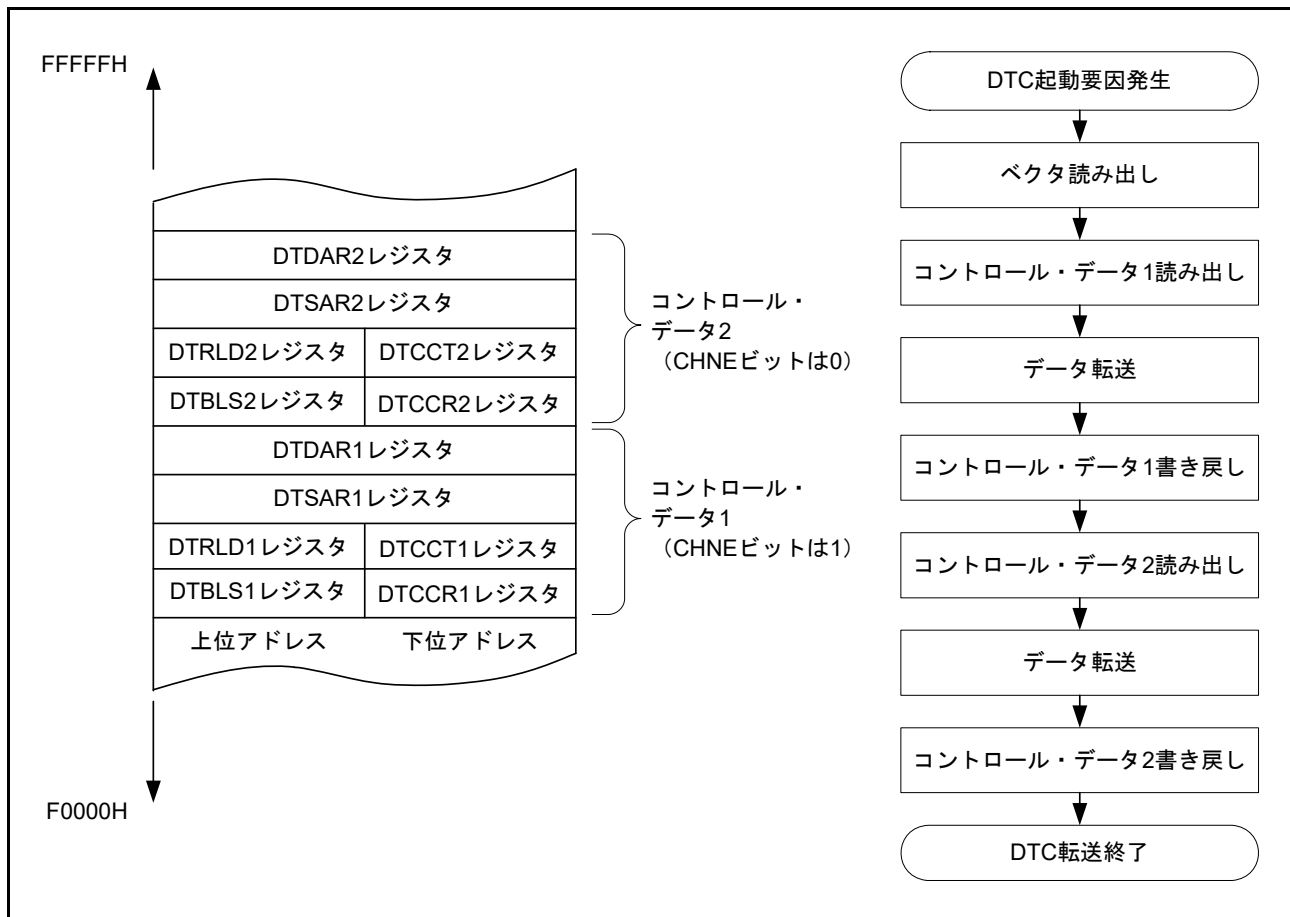 FFFFFH
DTDAR2レジスタ
DTSAR2レジスタ
DTRLD2レジスタ
DTCCT2レジスタ
DTBLS2レジスタ
DTCCR2レジスタ
DTDAR1レジスタ
DTSAR1レジスタ
DTRLD1レジスタ
DTCCT1レジスタ
DTBLS1レジスタ
DTCCR1レジスタ
上位アドレス
下位アドレス
F0000H
コントロール・
データ2
（CHNEビットは0）
コントロール・
データ1
（CHNEビットは1）
DTC起動要因発生
ベクタ読み出し
コントロール・データ1読み出し
データ転送
コントロール・データ1書き戻し
コントロール・データ2読み出し
データ転送
コントロール・データ2書き戻し
DTC転送終了